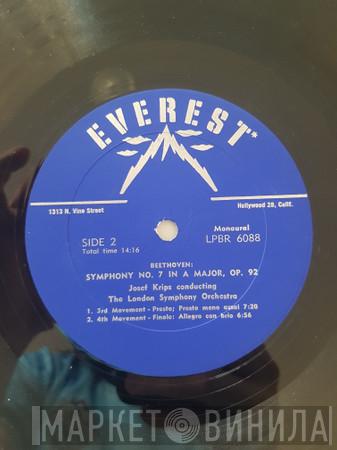 EVEREST*
1313 N. Vine Street Hollywood 28, Calif.
Monaural
SIDE 2 LPBR 6088
Total time 14:16
BEETHOVEN:
SYMPHONY NO. 7 IN A MAJOR, OP. 92
Josef Krips conducting
The London Symphony Orchestra
1. 3rd Movement - Presto; Presto meno assai 7:20
2. 4th Movement - Finale: Allegro con Brio 6:56
МАРКЕТ ВИНИЛА